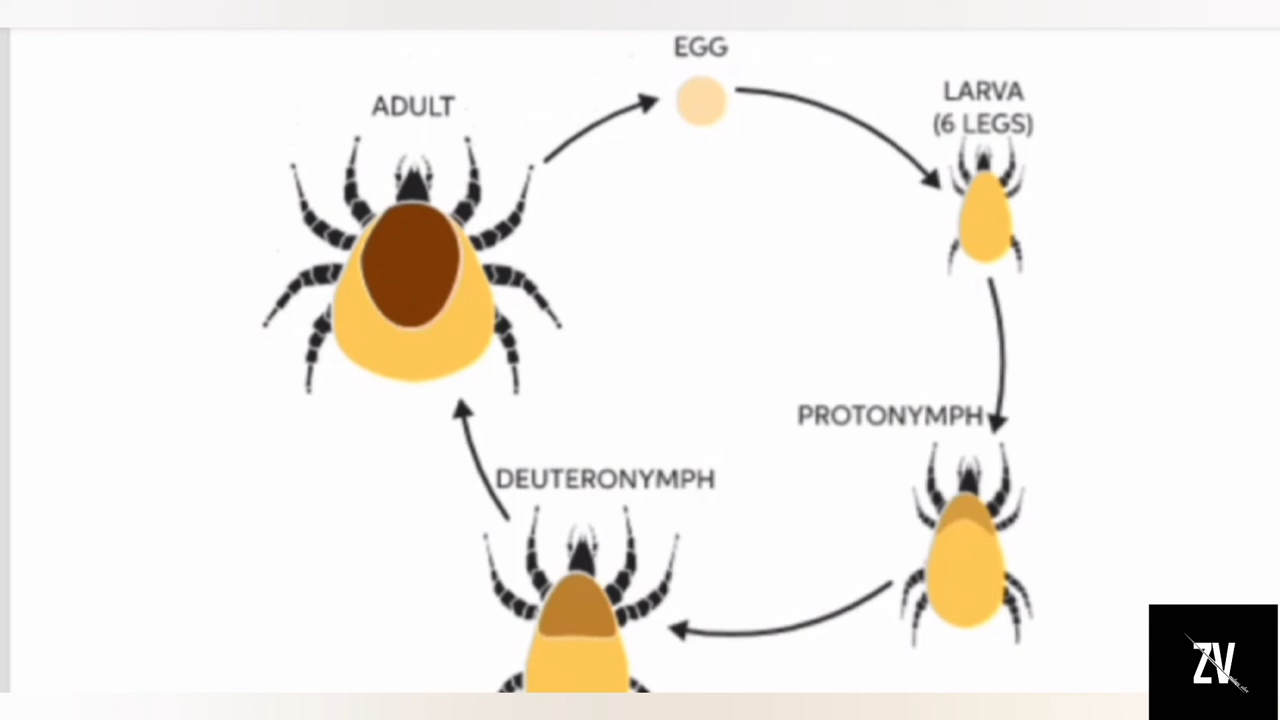 EGG
ADULT
LARVA
(6 LEGS)
PROTONYMPH
DEUTERONYMPH
ZV